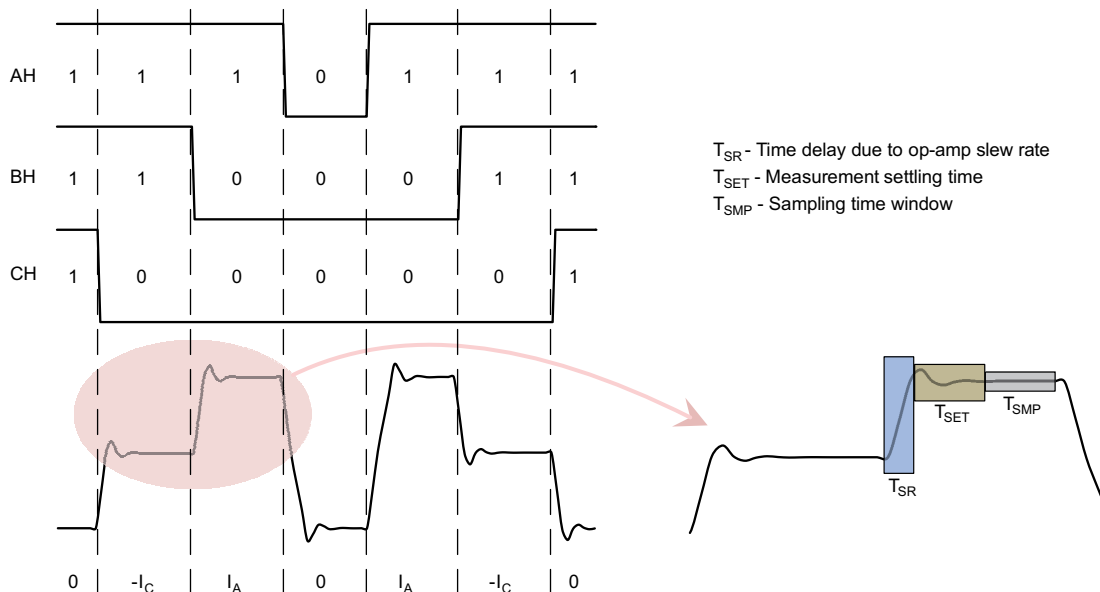 AH 1 1 1 0 1 1 1
BH 1 1 0 0 0 1 1
CH 1 0 0 0 0 0 1
0 -I_C I_A 0 I_A -I_C 0
T_SR - Time delay due to op-amp slew rate
T_SET - Measurement settling time
T_SMP - Sampling time window
T_SET T_SMP
T_SR